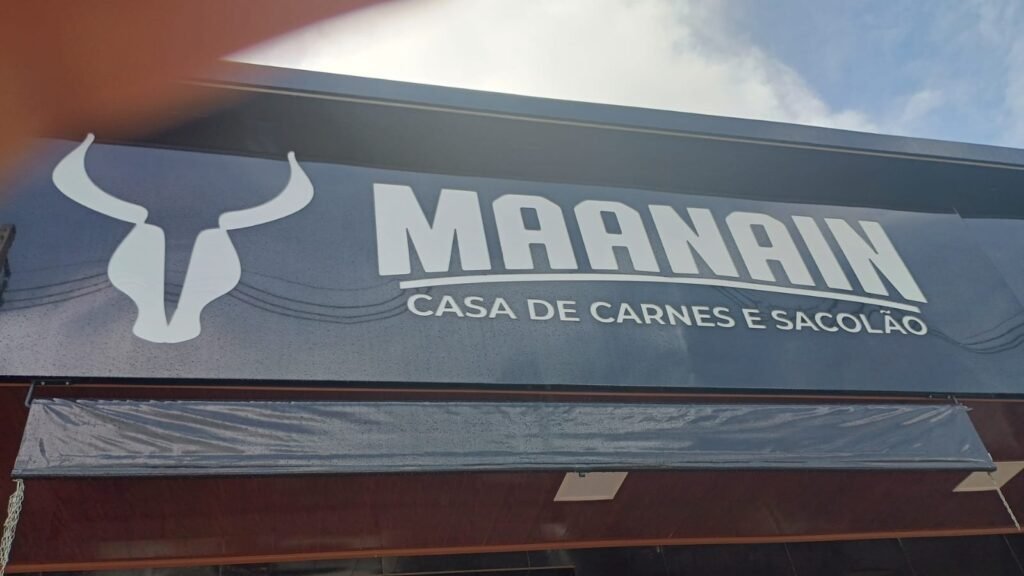 MAANAIN
CASA DE CARNES E SACOLÃO